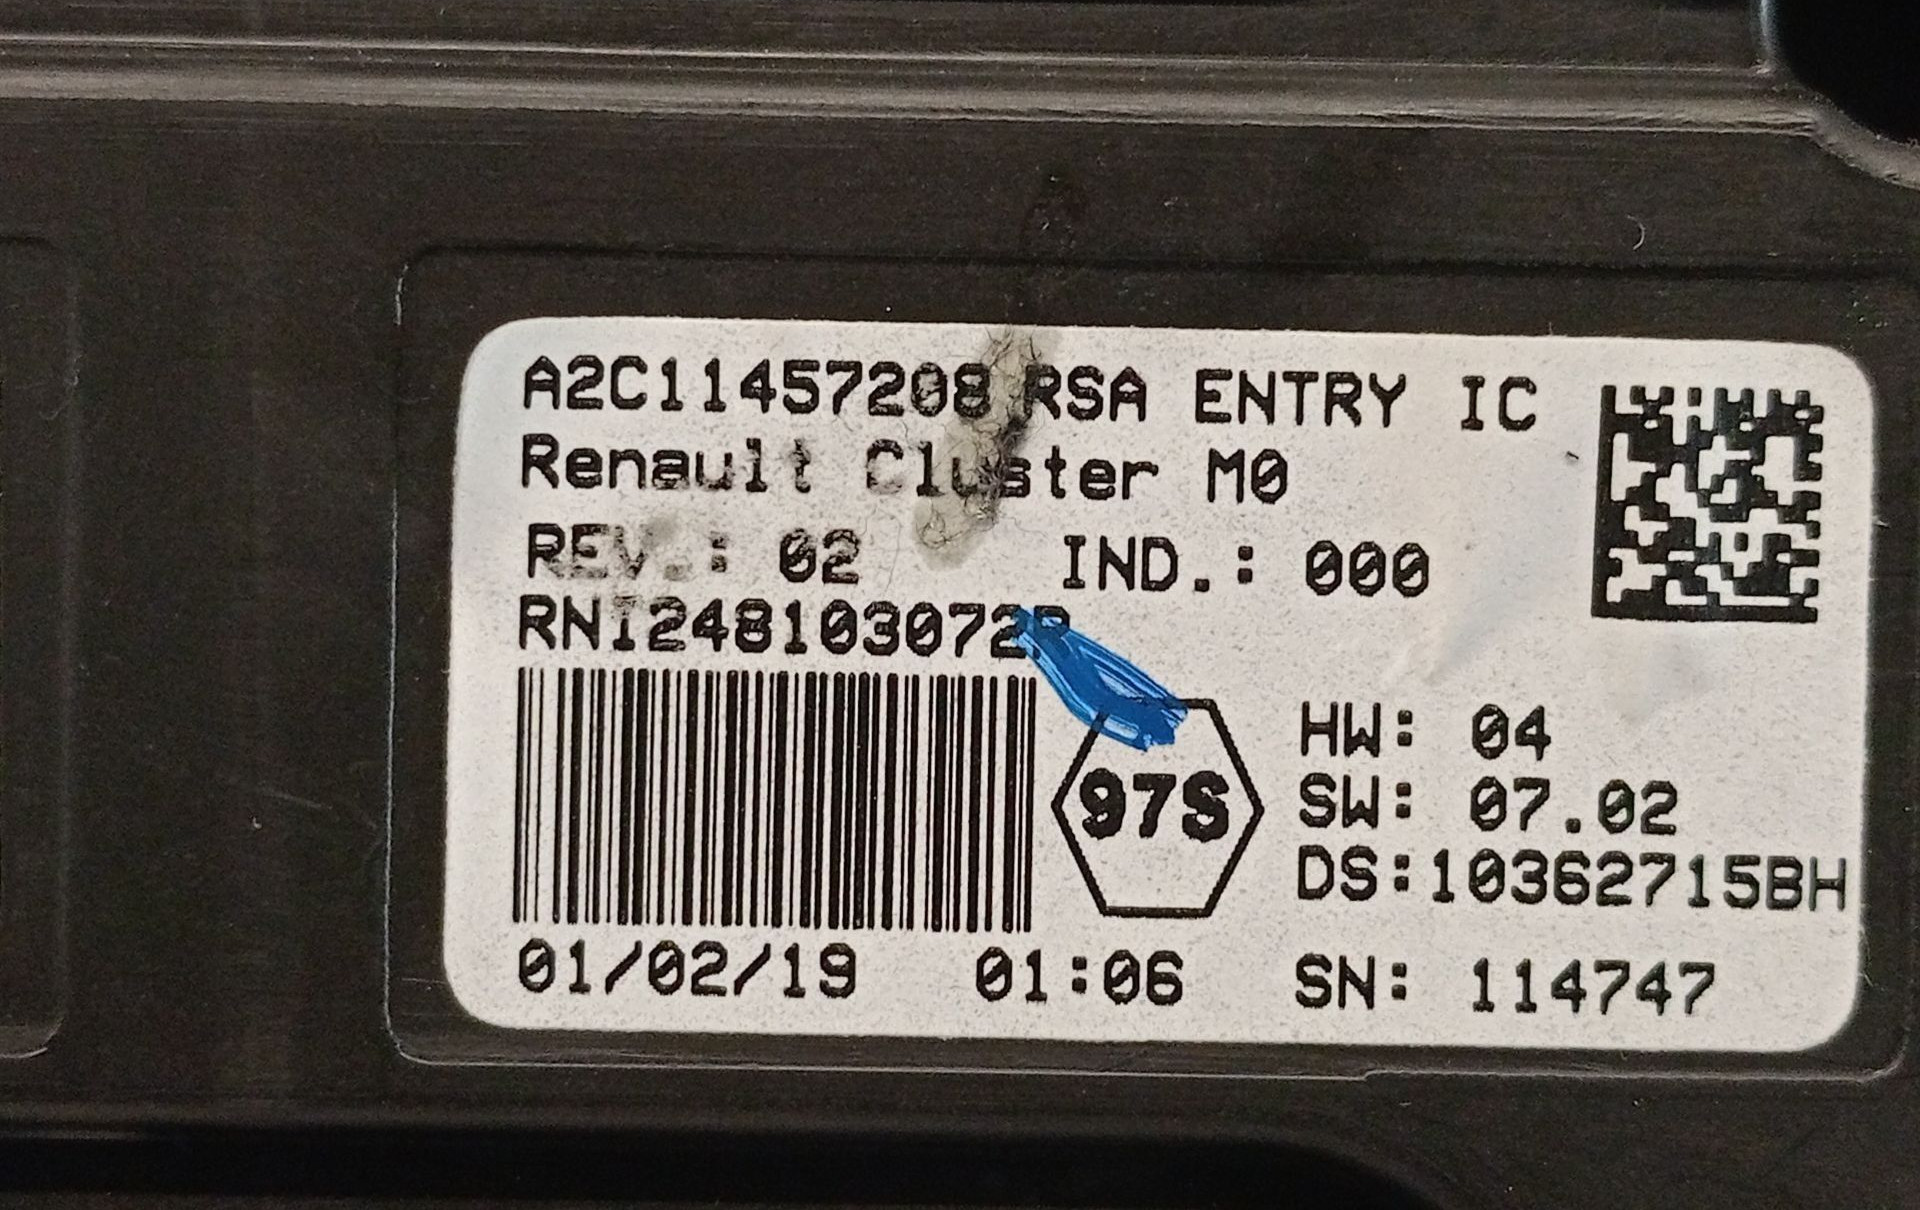 A2C11457208 RSA ENTRY IC
Renault Cluster M0
REV.: 02 IND.: 000
RNI248103072R
97S
HW: 04
SW: 07.02
DS:10362715BH
01/02/19 01:06 SN: 114747